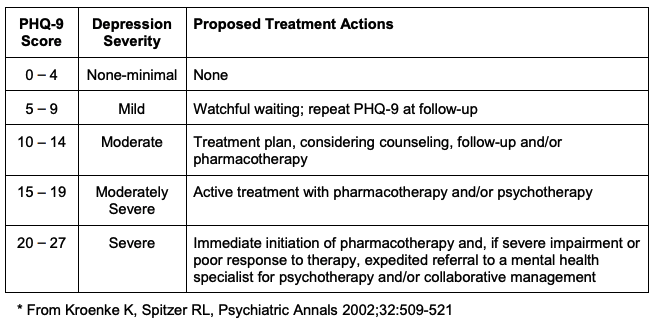 PHQ-9 Score Depression Severity Proposed Treatment Actions
0 – 4 None-minimal None
5 – 9 Mild Watchful waiting; repeat PHQ-9 at follow-up
10 – 14 Moderate Treatment plan, considering counseling, follow-up and/or
pharmacotherapy
15 – 19 Moderately Severe Active treatment with pharmacotherapy and/or psychotherapy
20 – 27 Severe Immediate initiation of pharmacotherapy and, if severe impairment or
poor response to therapy, expedited referral to a mental health
specialist for psychotherapy and/or collaborative management
* From Kroenke K, Spitzer RL, Psychiatric Annals 2002;32:509-521